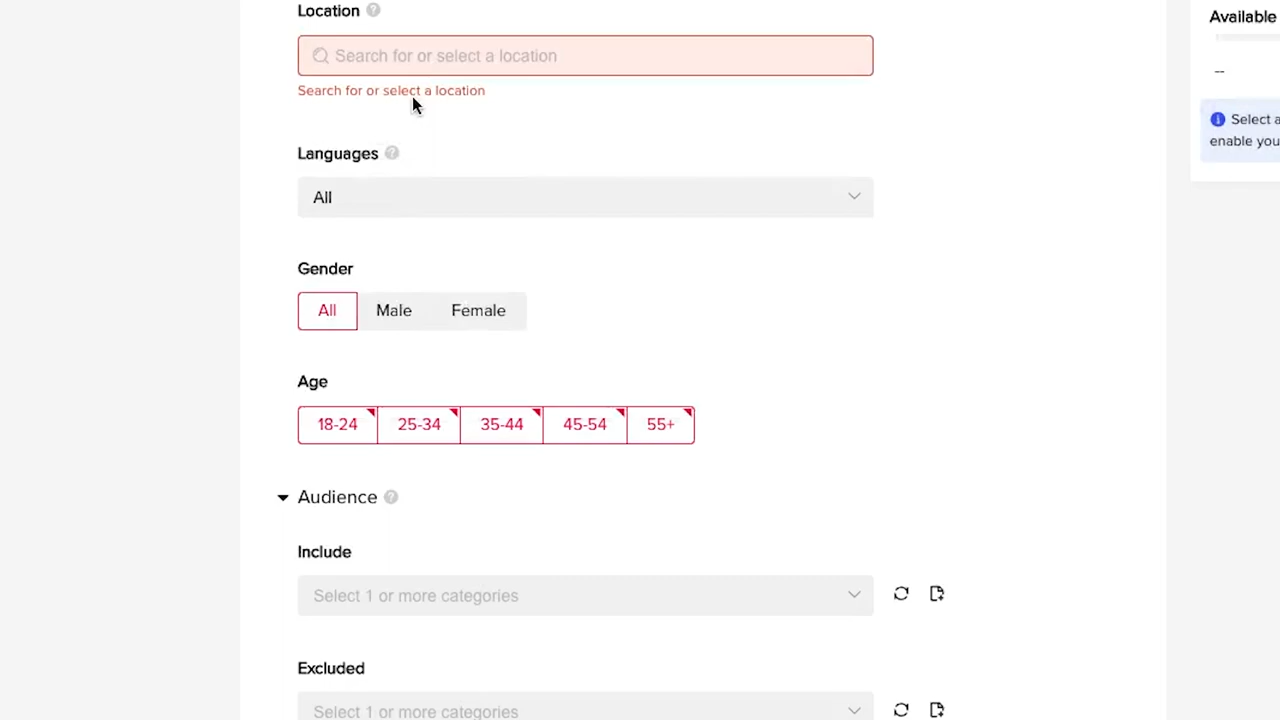 Location
Search for or select a location
Search for or select a location
Languages
All
Gender
All Male Female
Age
18-24 25-34 35-44 45-54 55+
Audience
Include
Select 1 or more categories
Excluded
Select 1 or more categories
Available
--
Select a
enable you